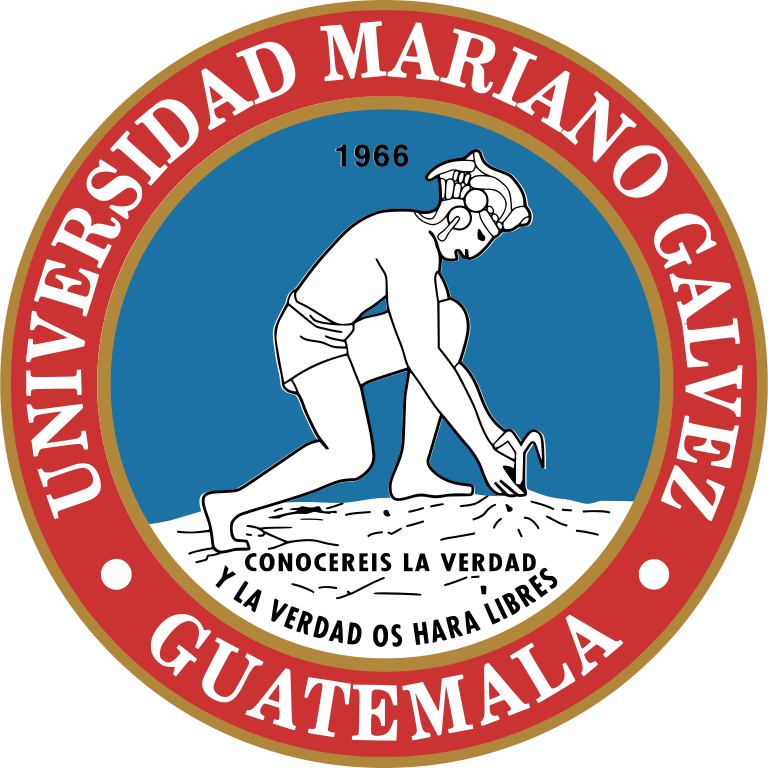 UNIVERSIDAD MARIANO GALVEZ
1966
CONOCEREIS LA VERDAD
Y LA VERDAD OS HARA LIBRES
GUATEMALA